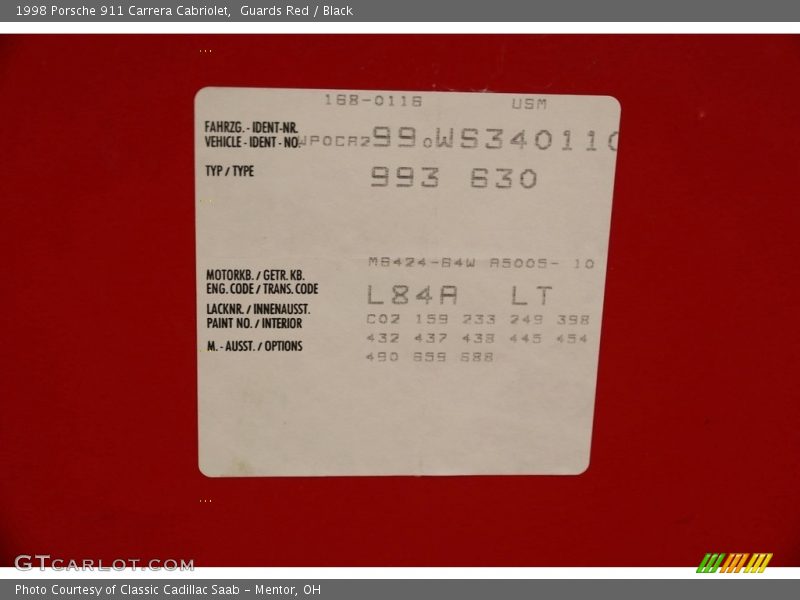 1998 Porsche 911 Carrera Cabriolet, Guards Red / Black
168-0116 USM
FAHRZG. - IDENT-NR.
VEHICLE - IDENT - NO. WP0CA299oWS340110
TYP / TYPE 993 630
M6424-64W A5005- 10
MOTORKB. / GETR. KB.
ENG. CODE / TRANS. CODE
L84A LT
LACKNR. / INNENAUSST.
PAINT NO. / INTERIOR
C02 159 233 249 398
432 437 438 445 454
M. - AUSST. / OPTIONS
490 659 688
GTCARLOT.COM
Photo Courtesy of Classic Cadillac Saab - Mentor, OH